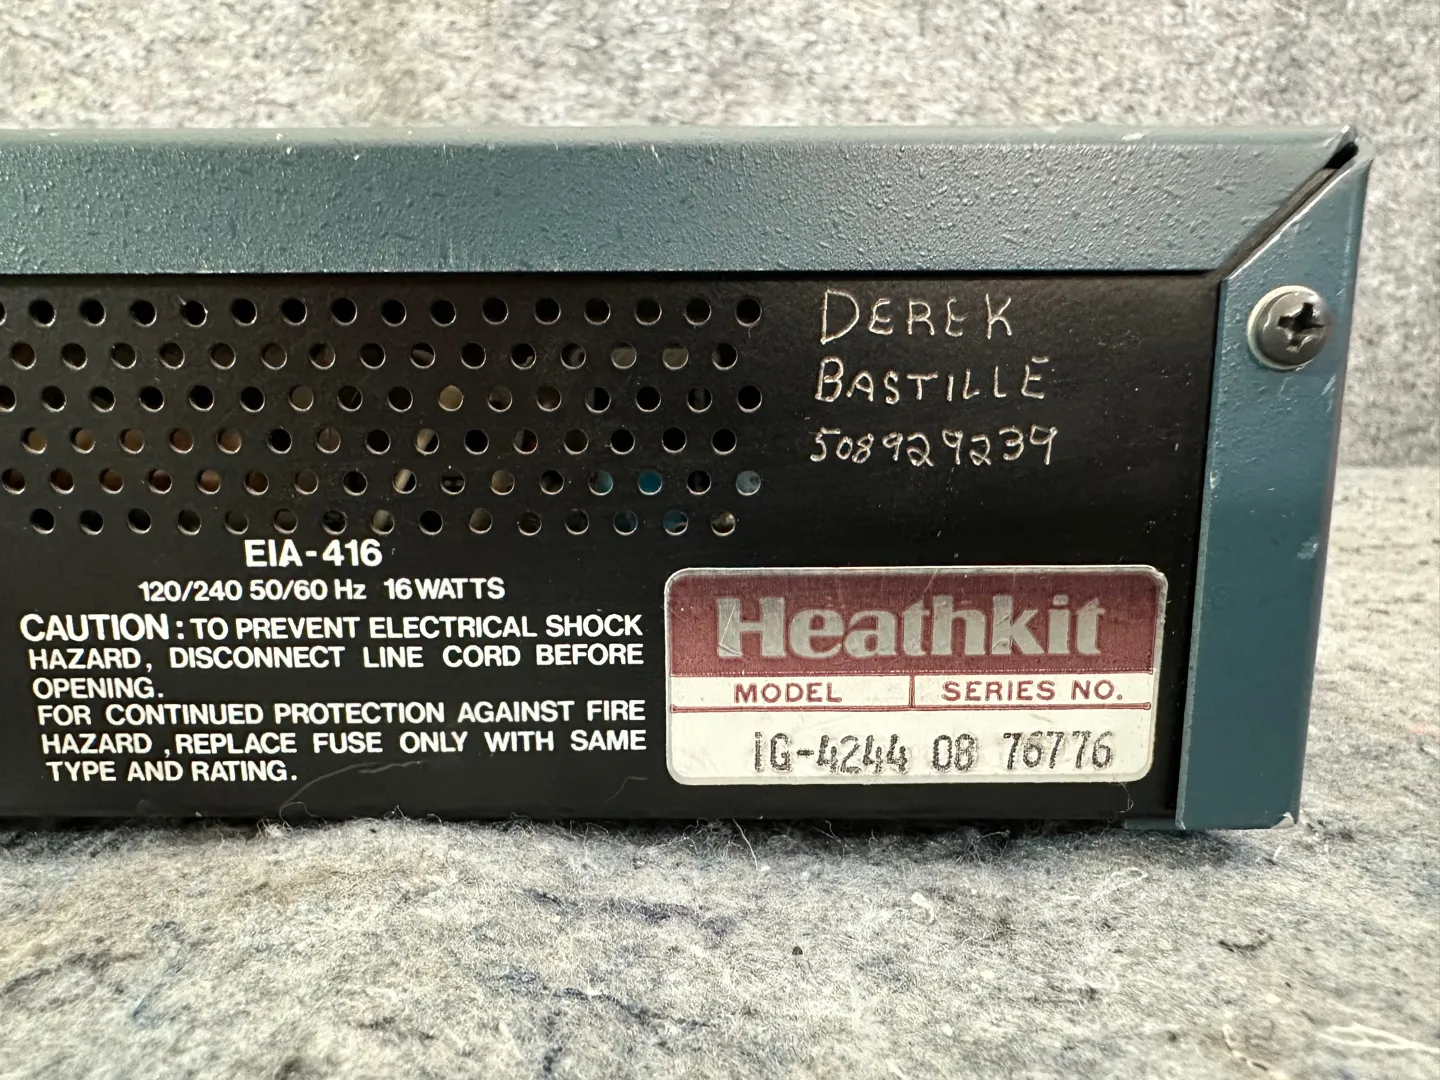 DEREK
BASTILLE
508929239
EIA-416
120/240 50/60 Hz 16 WATTS
CAUTION: TO PREVENT ELECTRICAL SHOCK
HAZARD, DISCONNECT LINE CORD BEFORE
OPENING.
FOR CONTINUED PROTECTION AGAINST FIRE
HAZARD, REPLACE FUSE ONLY WITH SAME
TYPE AND RATING.
Heathkit
MODEL SERIES NO.
IG-4244 08 76776